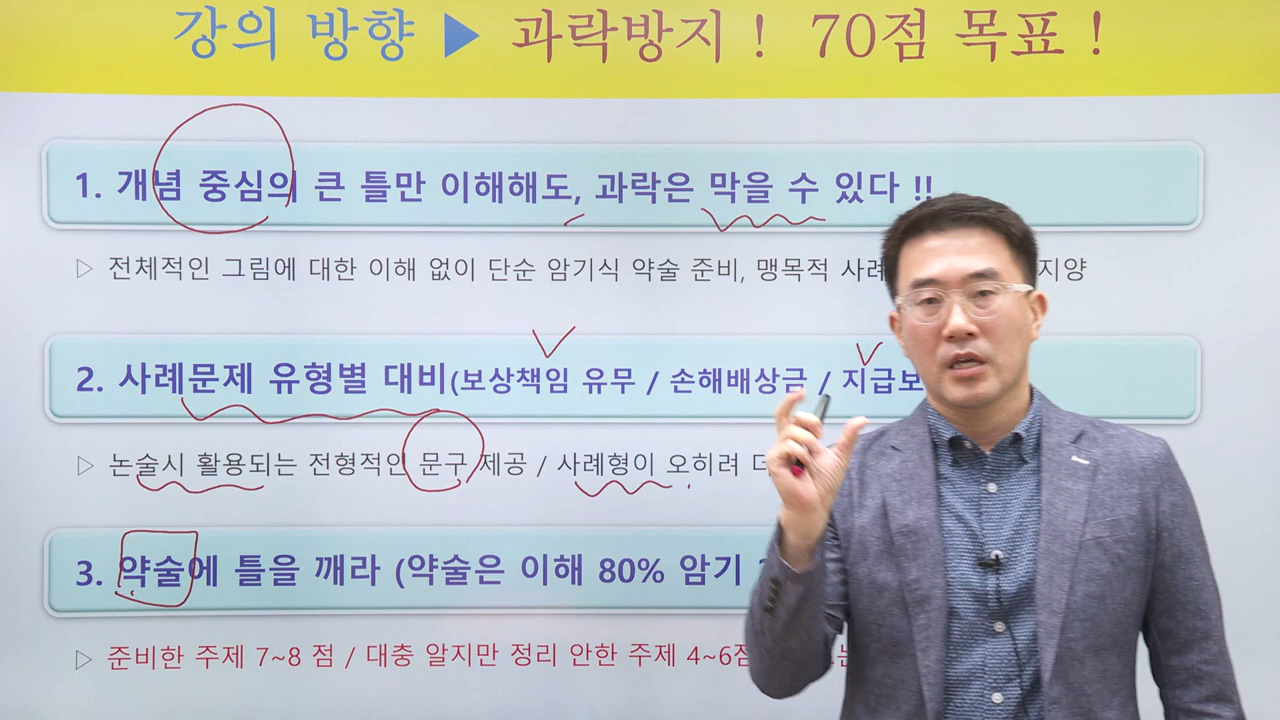 강의 방향 ▶ 과락방지 ! 70점 목표 !
1. 개념 중심의 큰 틀만 이해해도, 과락은 막을 수 있다 !!
▷ 전체적인 그림에 대한 이해 없이 단순 암기식 약술 준비, 맹목적 지양
2. 사례문제 유형별 대비(보상책임 유무 / 손해배상금 /
▷ 논술시 활용되는 전형적인 문구 제공 / 사례형이 오히려
3. 약술에 틀을 깨라 (약술은 이해 80% 암기
▷ 준비한 주제 7~8 점 / 대충 알지만 정리 안한 주제 4~6점